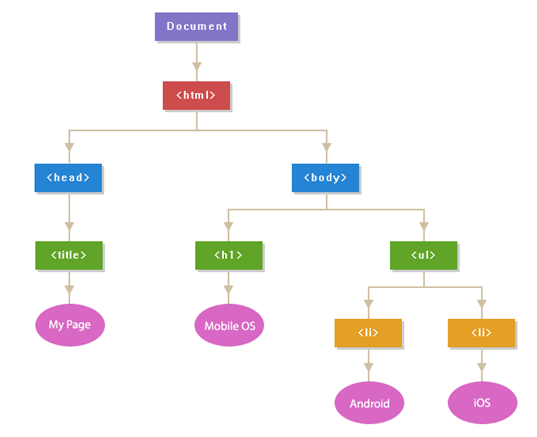 Document
<html>
<head>
<body>
<title>
<h1>
<ul>
My Page
Mobile OS
<li>
<li>
Android
iOS